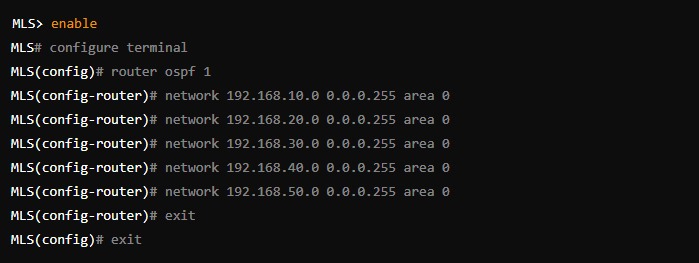 MLS> enable
MLS# configure terminal
MLS(config)# router ospf 1
MLS(config-router)# network 192.168.10.0 0.0.0.255 area 0
MLS(config-router)# network 192.168.20.0 0.0.0.255 area 0
MLS(config-router)# network 192.168.30.0 0.0.0.255 area 0
MLS(config-router)# network 192.168.40.0 0.0.0.255 area 0
MLS(config-router)# network 192.168.50.0 0.0.0.255 area 0
MLS(config-router)# exit
MLS(config)# exit